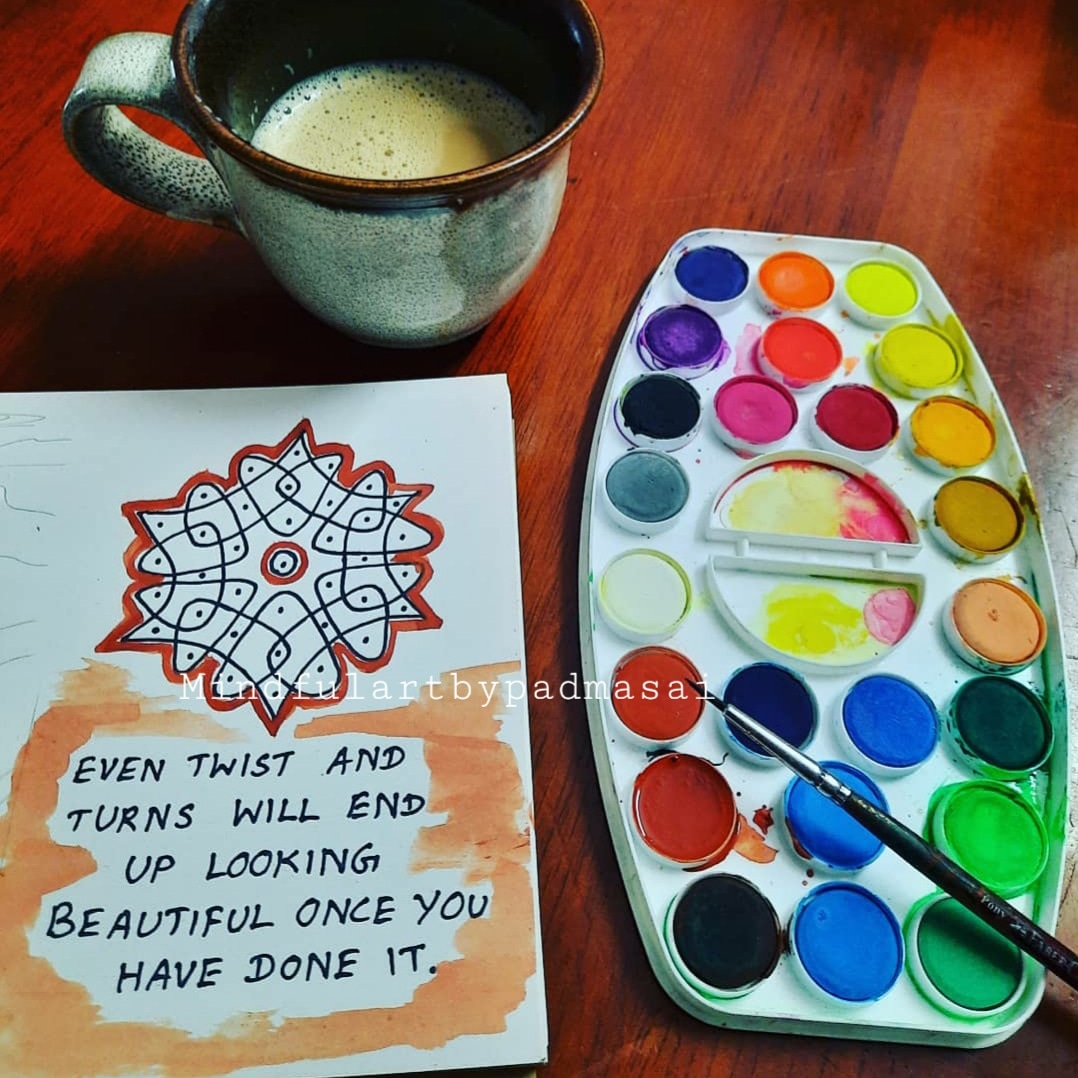 Mindfulartbypadmasai
EVEN TWIST AND
TURNS WILL END
UP LOOKING
BEAUTIFUL ONCE YOU
HAVE DONE IT.